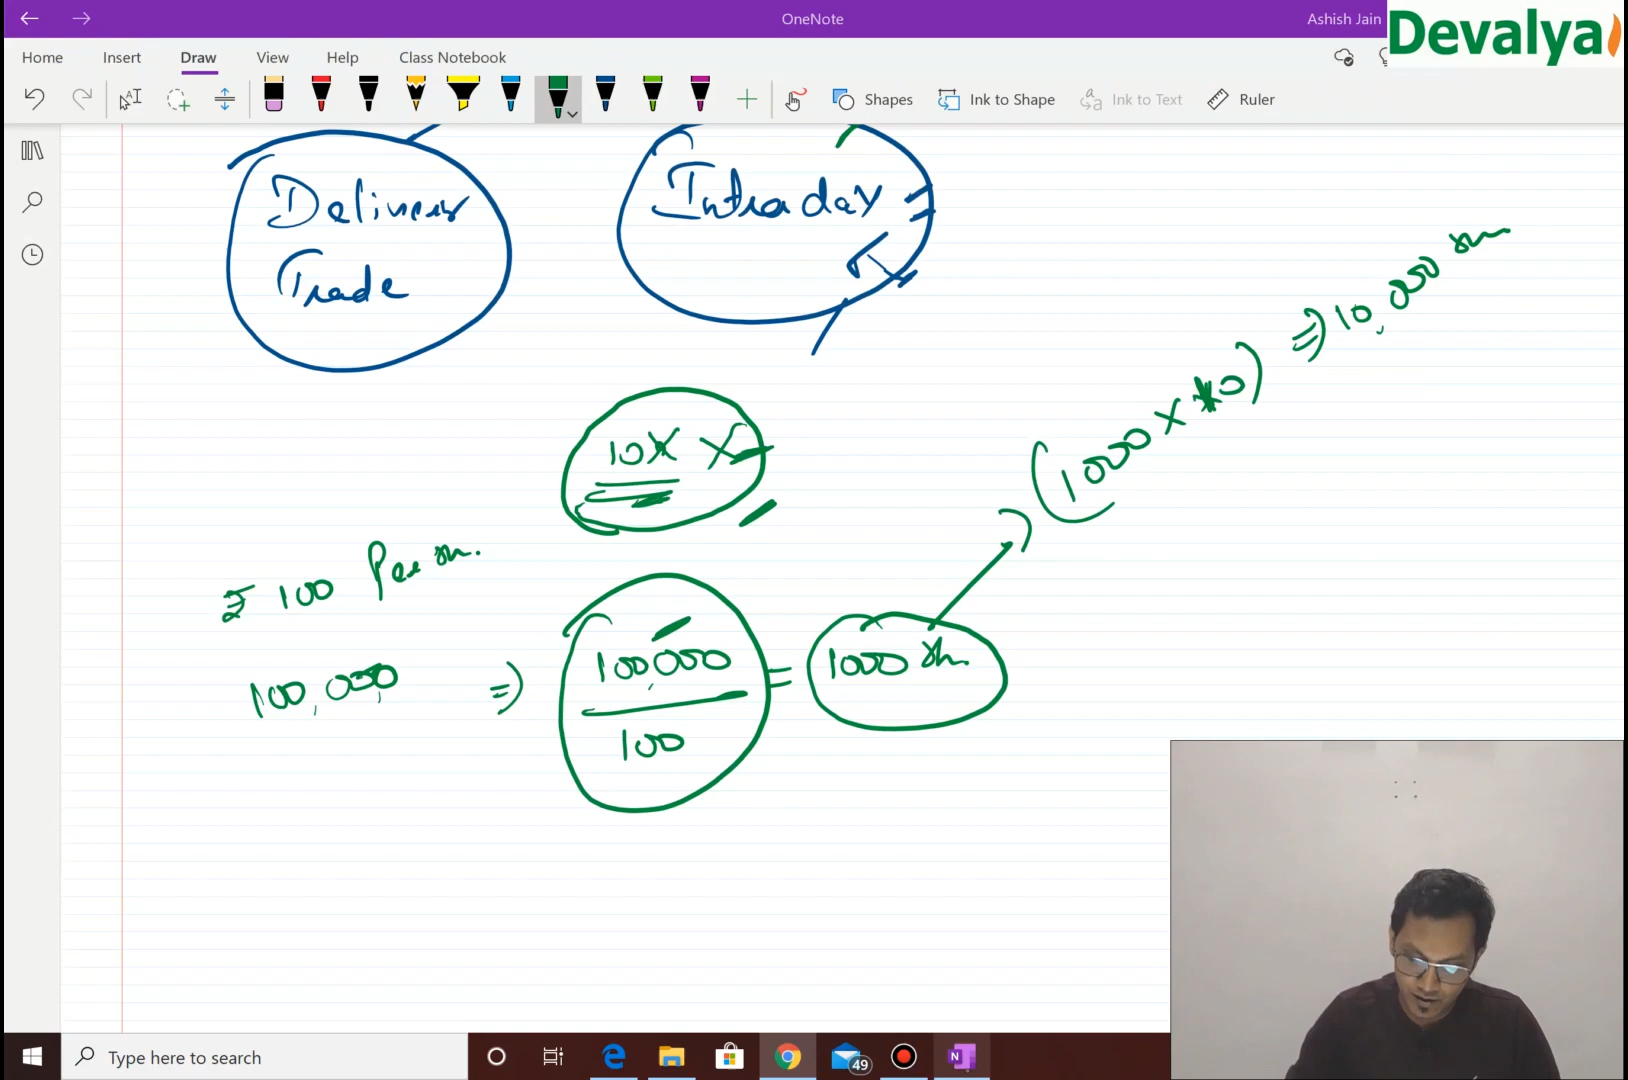 OneNote
Ashish Jain
Devalya
Home Insert Draw View Help Class Notebook
Shapes Ink to Shape Ink to Text Ruler
Delivery
Trade
Intraday
10X X
(1000 X 10) ⇒ 10,000 sh
₹ 100 Per sh.
100,000 ⇒ 100,000 = 1000 sh.
100
Type here to search
49
N